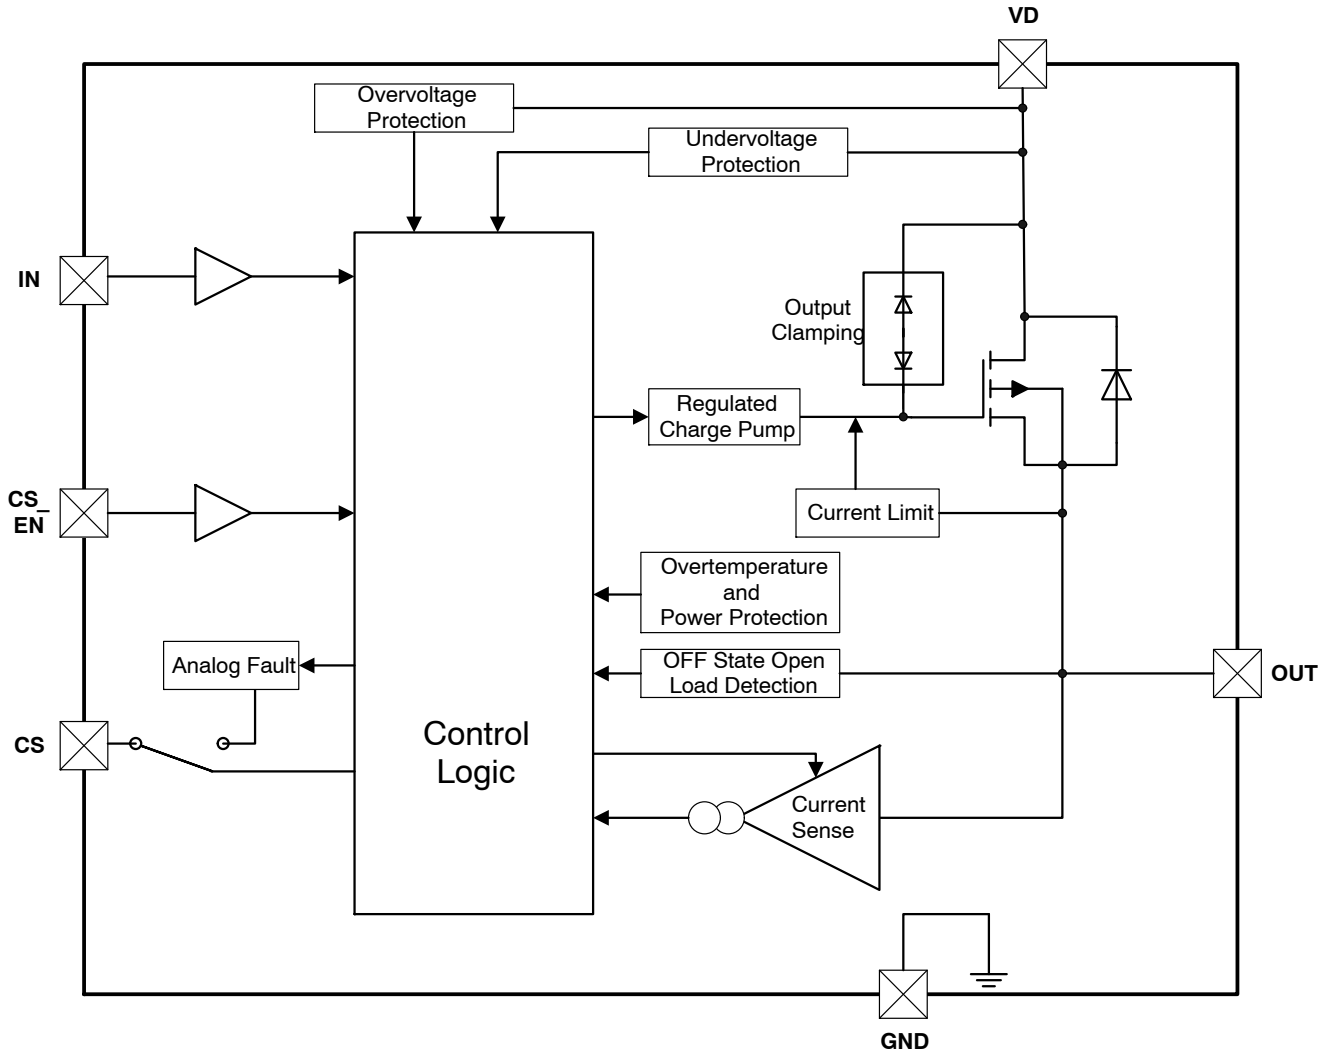 VD
Overvoltage
Protection
Undervoltage
Protection
IN
Output
Clamping
Regulated
Charge Pump
CS_
EN
Current Limit
Overtemperature
and
Power Protection
Analog Fault
OFF State Open
Load Detection
OUT
CS
Control
Logic
Current
Sense
GND